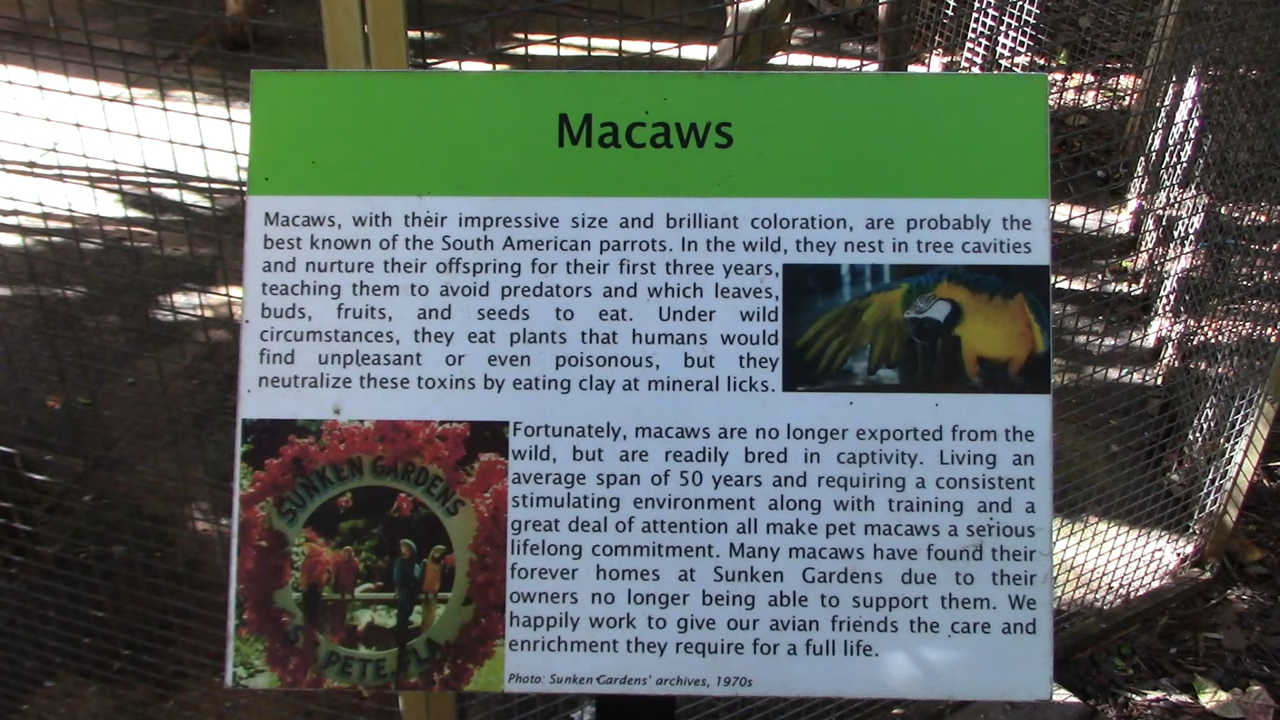 Macaws
Macaws, with their impressive size and brilliant coloration, are probably the
best known of the South American parrots. In the wild, they nest in tree cavities
and nurture their offspring for their first three years,
teaching them to avoid predators and which leaves,
buds, fruits, and seeds to eat. Under wild
circumstances, they eat plants that humans would
find unpleasant or even poisonous, but they
neutralize these toxins by eating clay at mineral licks.
SUNKEN GARDENS
PETE, FLA
Fortunately, macaws are no longer exported from the
wild, but are readily bred in captivity. Living an
average span of 50 years and requiring a consistent
stimulating environment along with training and a
great deal of attention all make pet macaws a serious
lifelong commitment. Many macaws have found their
forever homes at Sunken Gardens due to their
owners no longer being able to support them. We
happily work to give our avian friends the care and
enrichment they require for a full life.
Photo: Sunken Gardens' archives, 1970s